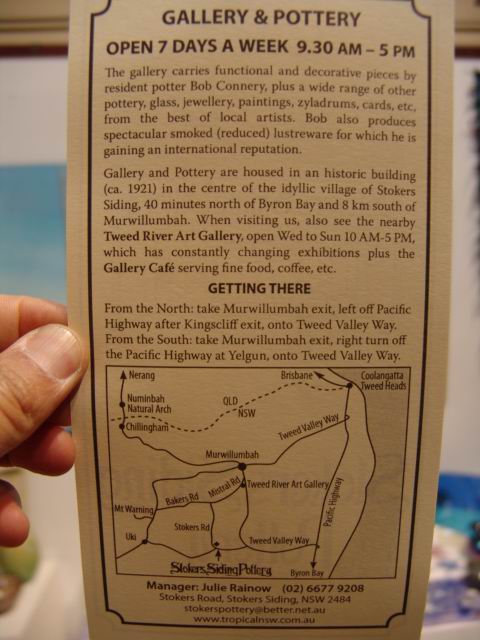 GALLERY & POTTERY
OPEN 7 DAYS A WEEK 9.30 AM – 5 PM
The gallery carries functional and decorative pieces by
resident potter Bob Connery, plus a wide range of other
pottery, glass, jewellery, paintings, zyladrums, cards, etc,
from the best of local artists. Bob also produces
spectacular smoked (reduced) lustreware for which he is
gaining an international reputation.
Gallery and Pottery are housed in an historic building
(ca. 1921) in the centre of the idyllic village of Stokers
Siding, 40 minutes north of Byron Bay and 8 km south of
Murwillumbah. When visiting us, also see the nearby
Tweed River Art Gallery, open Wed to Sun 10 AM-5 PM,
which has constantly changing exhibitions plus the
Gallery Café serving fine food, coffee, etc.
GETTING THERE
From the North: take Murwillumbah exit, left off Pacific
Highway after Kingscliff exit, onto Tweed Valley Way.
From the South: take Murwillumbah exit, right turn off
the Pacific Highway at Yelgun, onto Tweed Valley Way.
Nerang
Brisbane
Coolangatta
Tweed Heads
Numinbah
Natural Arch
QLD
NSW
Chillingham
Tweed Valley Way
Murwillumbah
Mistral Rd
Tweed River Art Gallery
Bakers Rd
Pacific Highway
Mt Warning
Stokers Rd
Uki
Tweed Valley Way
Stokers Siding Pottery
Byron Bay
Manager: Julie Rainow (02) 6677 9208
Stokers Road, Stokers Siding, NSW 2484
stokerspottery@better.net.au
www.tropicalnsw.com.au